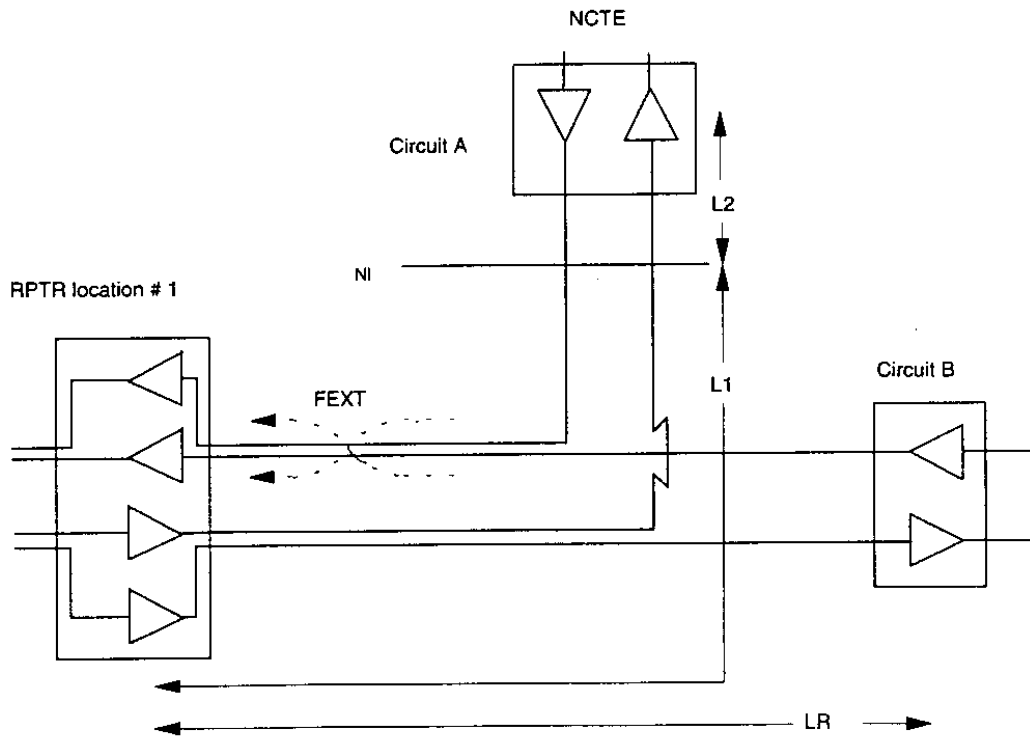 NCTE
Circuit A
L2
NI
RPTR location # 1
L1
Circuit B
FEXT
LR